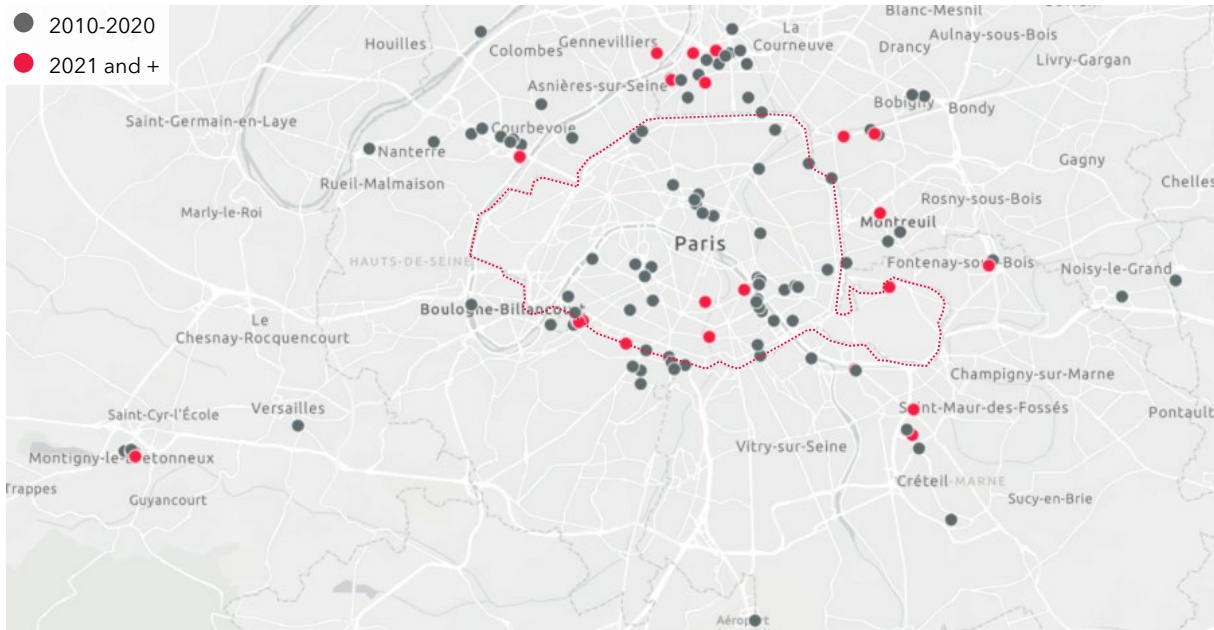 2010-2020
2021 and +
Houilles
Colombes
Gennevilliers
La
Courneuve
Blanc-Mesnil
Drancy
Aulnay-sous-Bois
Livry-Gargan
Asnières-sur-Seine
Bobigny
Bondy
Saint-Germain-en-Laye
Courbevoie
Nanterre
Gagny
Rueil-Malmaison
Chelles
Rosny-sous-Bois
Marly-le-Roi
Montreuil
Paris
HAUTS-DE-SEINE
Fontenay-sous-Bois
Noisy-le-Grand
Boulogne-Billancourt
Le
Chesnay-Rocquencourt
Champigny-sur-Marne
Saint-Cyr-l'École
Versailles
Saint-Maur-des-Fossés
Pontault
Vitry-sur-Seine
Montigny-le-Bretonneux
Trappes
Guyancourt
Créteil
MARNE
Sucy-en-Brie
Aéroport